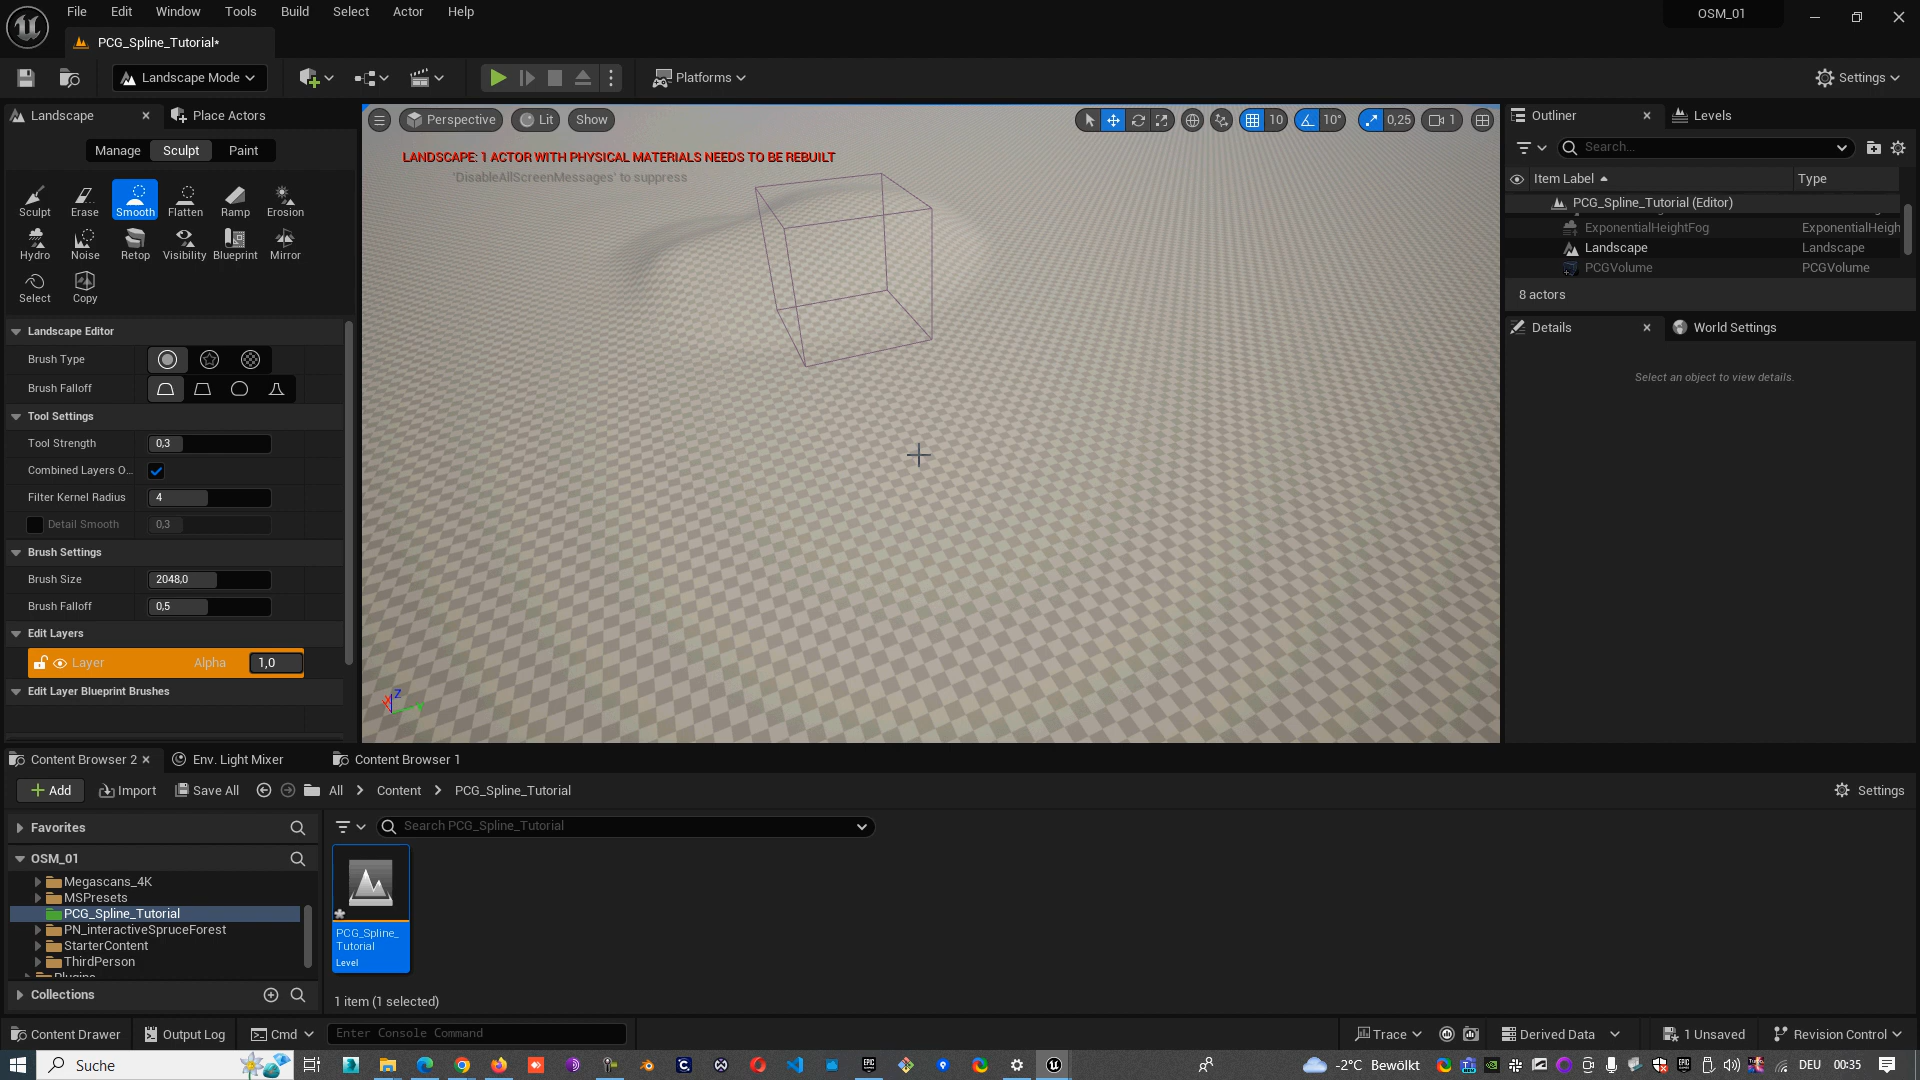 File Edit Window Tools Build Select Actor Help
OSM_01
PCG_Spline_Tutorial*
Landscape Mode
Platforms
Settings
Landscape
Place Actors
Manage Sculpt Paint
Sculpt Erase Smooth Flatten Ramp Erosion
Hydro Noise Retop Visibility Blueprint Mirror
Select Copy
Landscape Editor
Brush Type
Brush Falloff
Tool Settings
Tool Strength 0,3
Combined Layers O...
Filter Kernel Radius 4
Detail Smooth 0,3
Brush Settings
Brush Size 2048,0
Brush Falloff 0,5
Edit Layers
Layer Alpha 1,0
Edit Layer Blueprint Brushes
Perspective Lit Show
10 10° 0,25 1
LANDSCAPE: 1 ACTOR WITH PHYSICAL MATERIALS NEEDS TO BE REBUILT
'DisableAllScreenMessages' to suppress
Z
Outliner Levels
Search...
Item Label Type
PCG_Spline_Tutorial (Editor)
ExponentialHeightFog ExponentialHeigh
Landscape Landscape
PCGVolume PCGVolume
8 actors
Details World Settings
Select an object to view details.
Content Browser 2 Env. Light Mixer Content Browser 1
Add Import Save All All Content PCG_Spline_Tutorial
Settings
Favorites
Search PCG_Spline_Tutorial
OSM_01
Megascans_4K
MSPresets
PCG_Spline_Tutorial
PN_interactiveSpruceForest
StarterContent
ThirdPerson
Plugins
Collections
PCG_Spline_
Tutorial
Level
1 item (1 selected)
Content Drawer Output Log Cmd Enter Console Command
Trace Derived Data 1 Unsaved Revision Control
Suche
-2°C Bewölkt
DEU 00:35